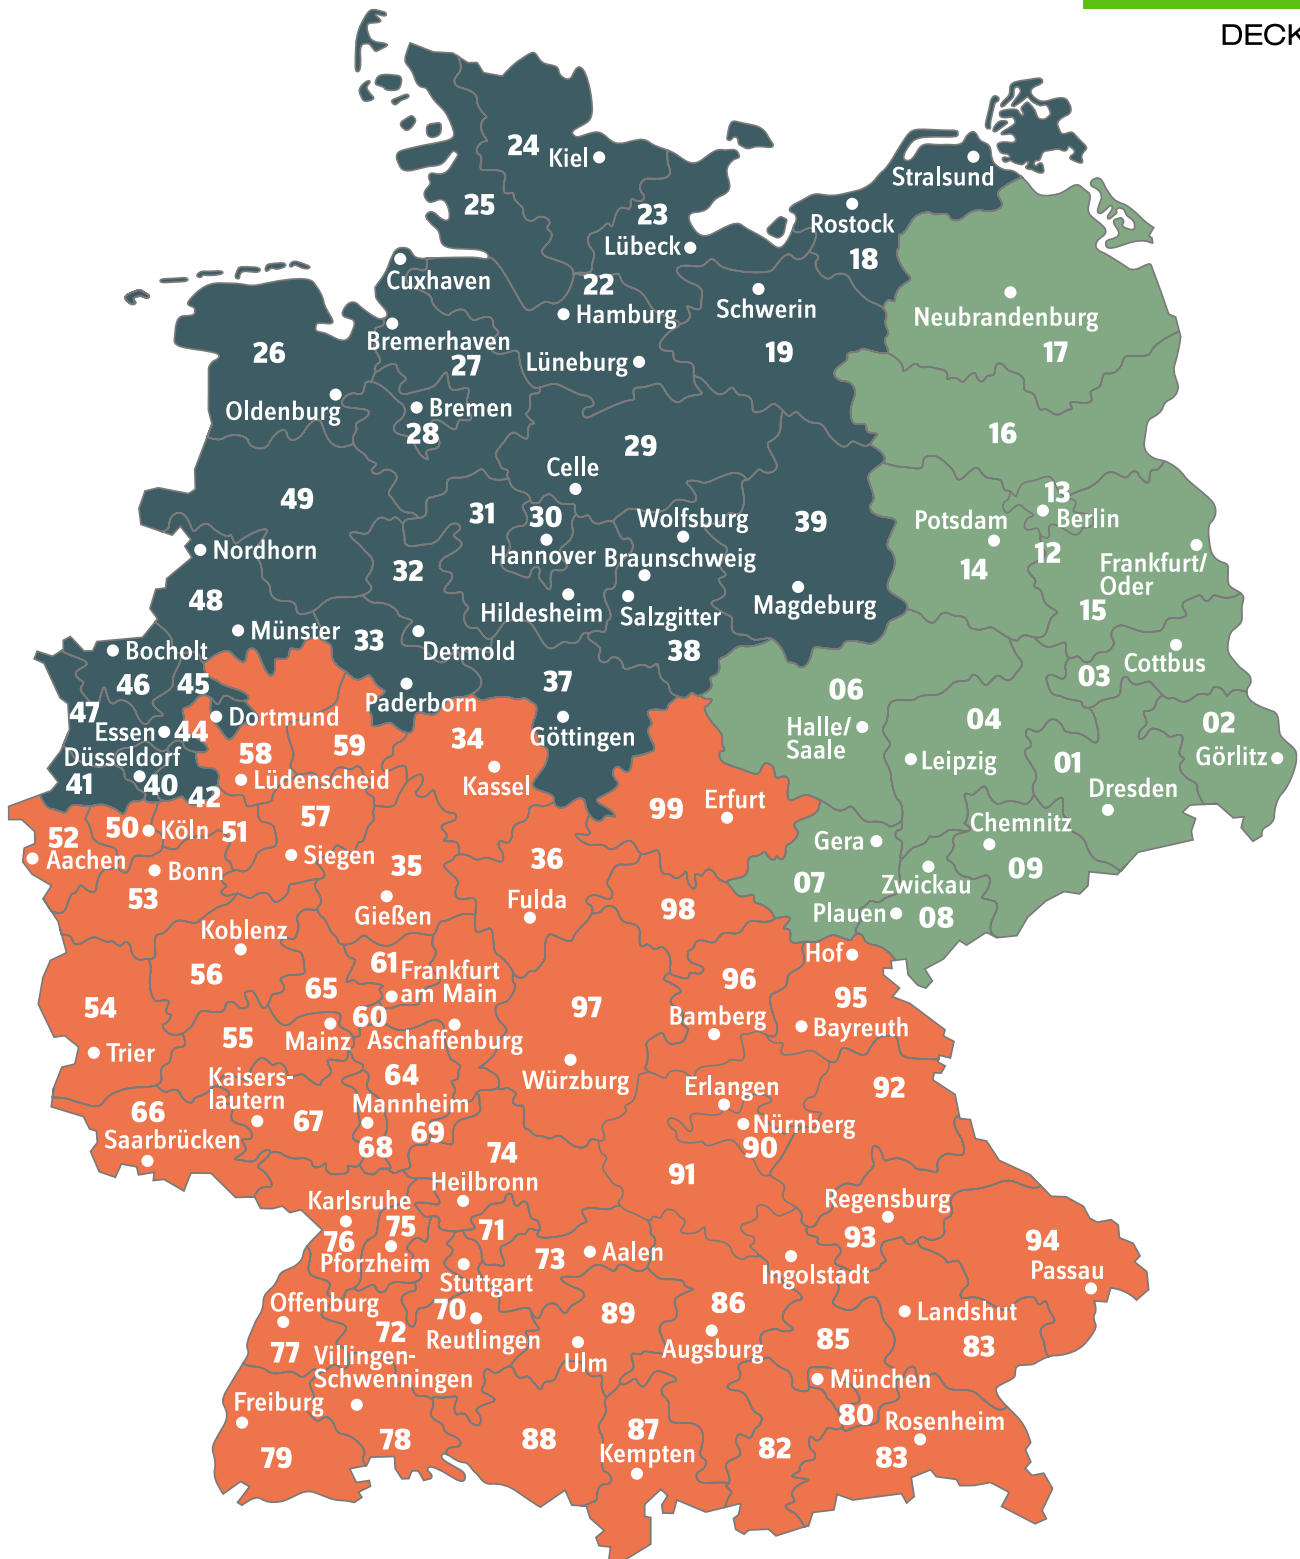 DECK
24
Kiel
Stralsund
25
23
Rostock
Lübeck
18
Cuxhaven
22
Hamburg
Schwerin
Neubrandenburg
Bremerhaven
26
27
Lüneburg
19
17
Oldenburg
Bremen
28
29
16
Celle
49
31
30
Wolfsburg
39
13
Potsdam
Berlin
Nordhorn
Hannover
Braunschweig
12
32
14
Frankfurt/
Oder
48
Hildesheim
Salzgitter
Magdeburg
15
Münster
33
Detmold
38
Bocholt
Cottbus
46
45
37
06
03
47
Paderborn
Dortmund
04
02
Essen
44
Göttingen
Halle/
Saale
Düsseldorf
58
59
34
Leipzig
01
Görlitz
41
40
42
Lüdenscheid
Kassel
Dresden
99
Erfurt
52
50
Köln
51
57
Chemnitz
Aachen
Siegen
Gera
Bonn
35
36
09
53
07
Zwickau
Gießen
Fulda
98
Plauen
08
Koblenz
Hof
56
61
Frankfurt
am Main
96
54
65
97
95
60
Bamberg
55
Mainz
Aschaffenburg
Bayreuth
Trier
Kaisers-
lautern
64
Würzburg
Erlangen
92
66
67
Mannheim
Nürnberg
Saarbrücken
68
69
90
74
91
Heilbronn
Karlsruhe
Regensburg
75
71
93
94
76
Pforzheim
73
Aalen
Ingolstadt
Passau
Stuttgart
Offenburg
70
89
86
Landshut
72
Reutlingen
85
83
77
Villingen-
Schwenningen
Ulm
Augsburg
München
Freiburg
80
Rosenheim
78
88
87
82
79
Kempten
83